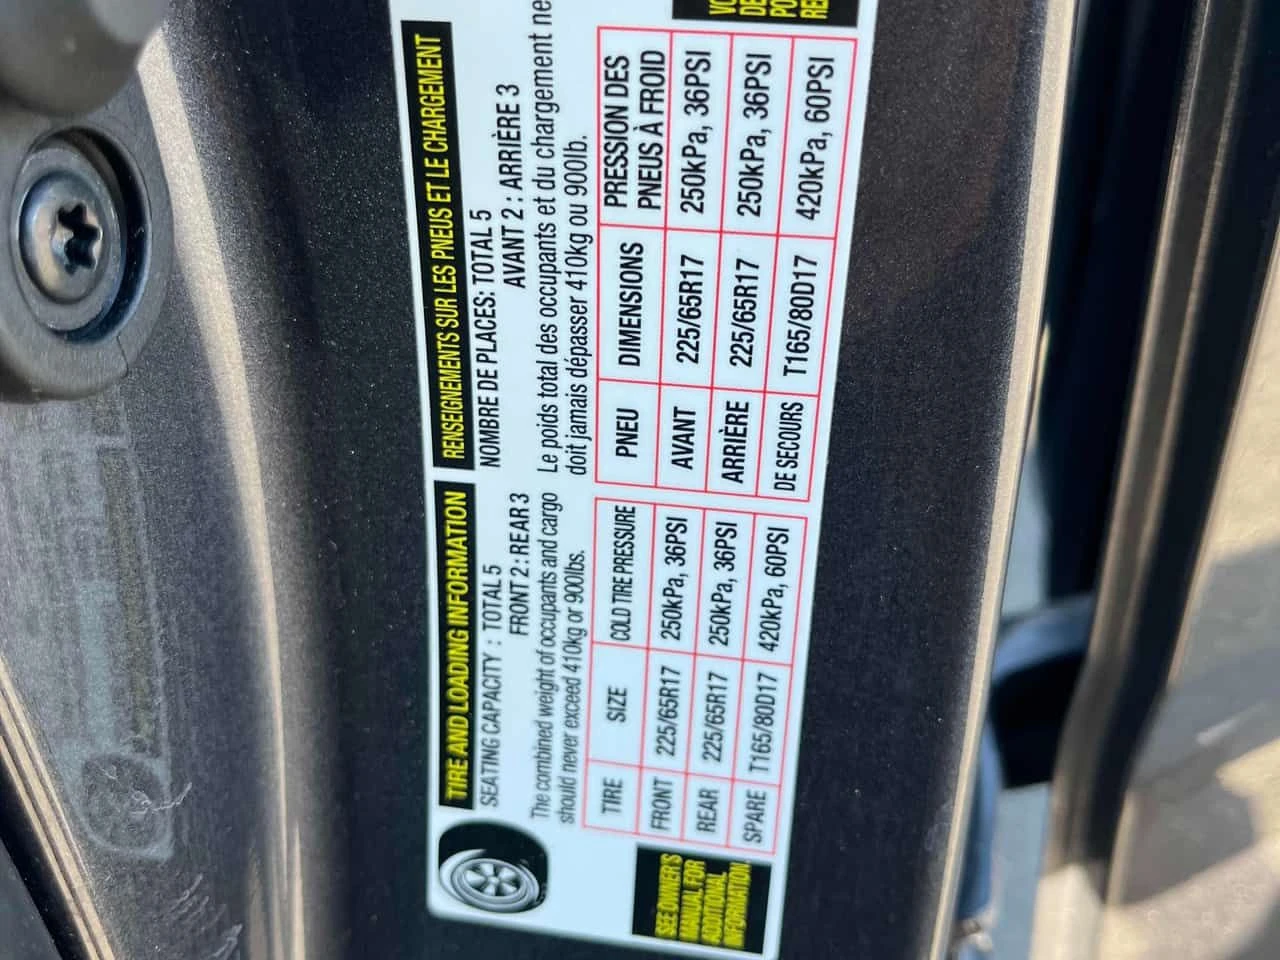 TIRE AND LOADING INFORMATION
SEATING CAPACITY : TOTAL 5
FRONT 2 : REAR 3
The combined weight of occupants and cargo
should never exceed 410kg or 900lbs.
TIRE SIZE COLD TIRE PRESSURE
FRONT 225/65R17 250kPa, 36PSI
REAR 225/65R17 250kPa, 36PSI
SPARE T165/80D17 420kPa, 60PSI
SEE OWNER'S
MANUAL FOR
ADDITIONAL
INFORMATION
RENSEIGNEMENTS SUR LES PNEUS ET LE CHARGEMENT
NOMBRE DE PLACES: TOTAL 5
AVANT 2 : ARRIÈRE 3
Le poids total des occupants et du chargement ne
doit jamais dépasser 410kg ou 900lb.
PNEU DIMENSIONS PRESSION DES
PNEUS À FROID
AVANT 225/65R17 250kPa, 36PSI
ARRIÈRE 225/65R17 250kPa, 36PSI
DE SECOURS T165/80D17 420kPa, 60PSI